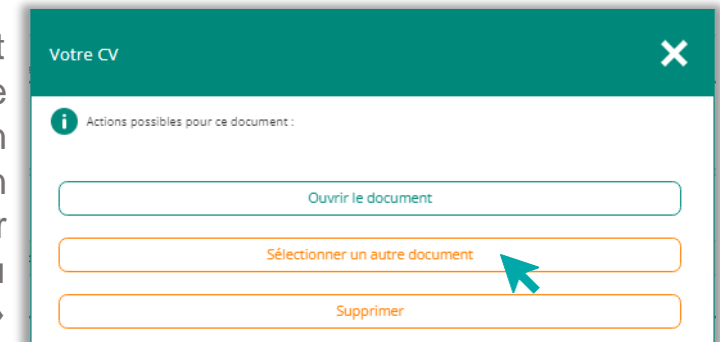 Votre CV
Actions possibles pour ce document :
Ouvrir le document
Sélectionner un autre document
Supprimer